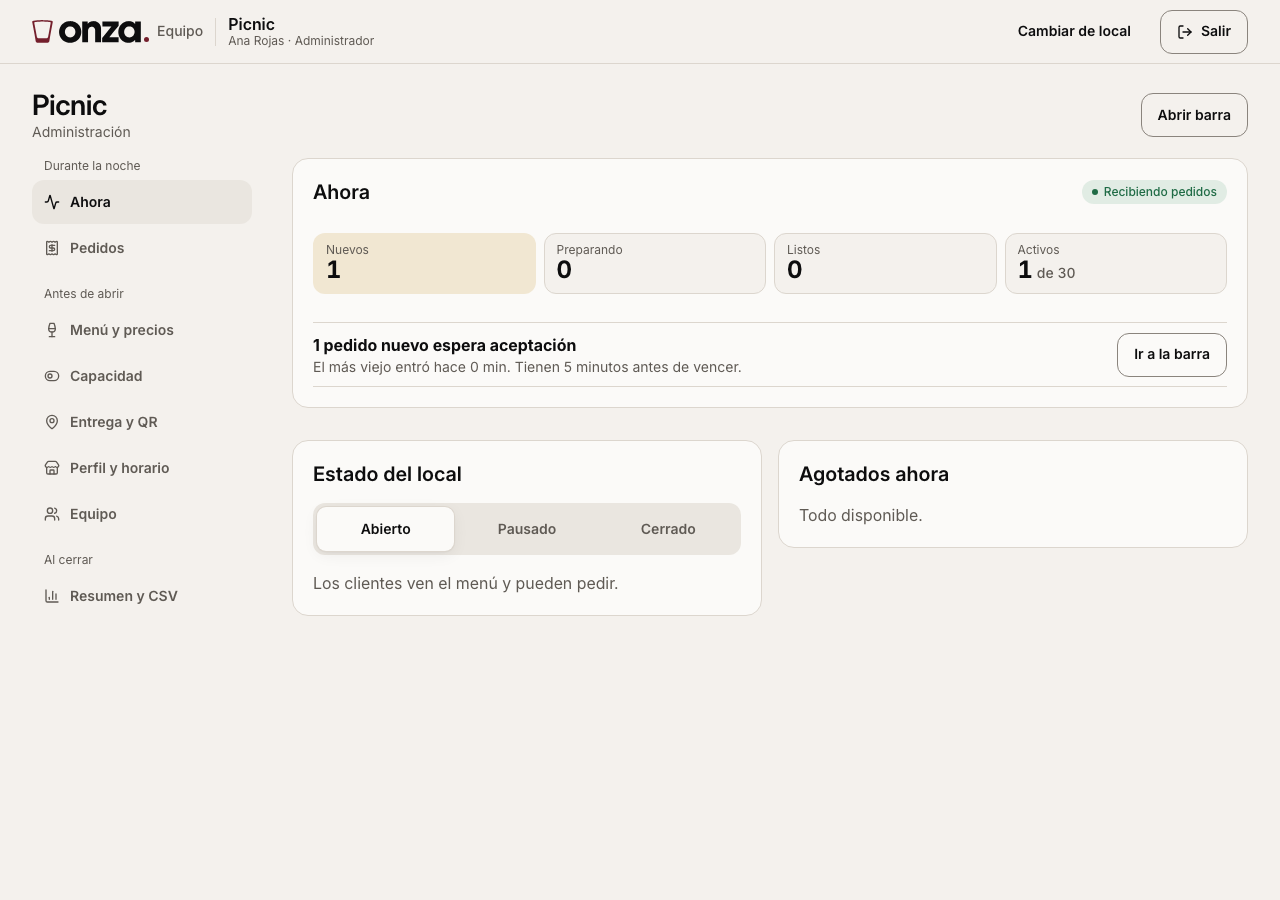 onza. Equipo
Picnic
Ana Rojas · Administrador
Cambiar de local
Salir
Picnic
Administración
Abrir barra
Durante la noche
Ahora
Pedidos
Antes de abrir
Menú y precios
Capacidad
Entrega y QR
Perfil y horario
Equipo
Al cerrar
Resumen y CSV
Ahora
Recibiendo pedidos
Nuevos
1
Preparando
0
Listos
0
Activos
1 de 30
1 pedido nuevo espera aceptación
El más viejo entró hace 0 min. Tienen 5 minutos antes de vencer.
Ir a la barra
Estado del local
Abierto
Pausado
Cerrado
Los clientes ven el menú y pueden pedir.
Agotados ahora
Todo disponible.